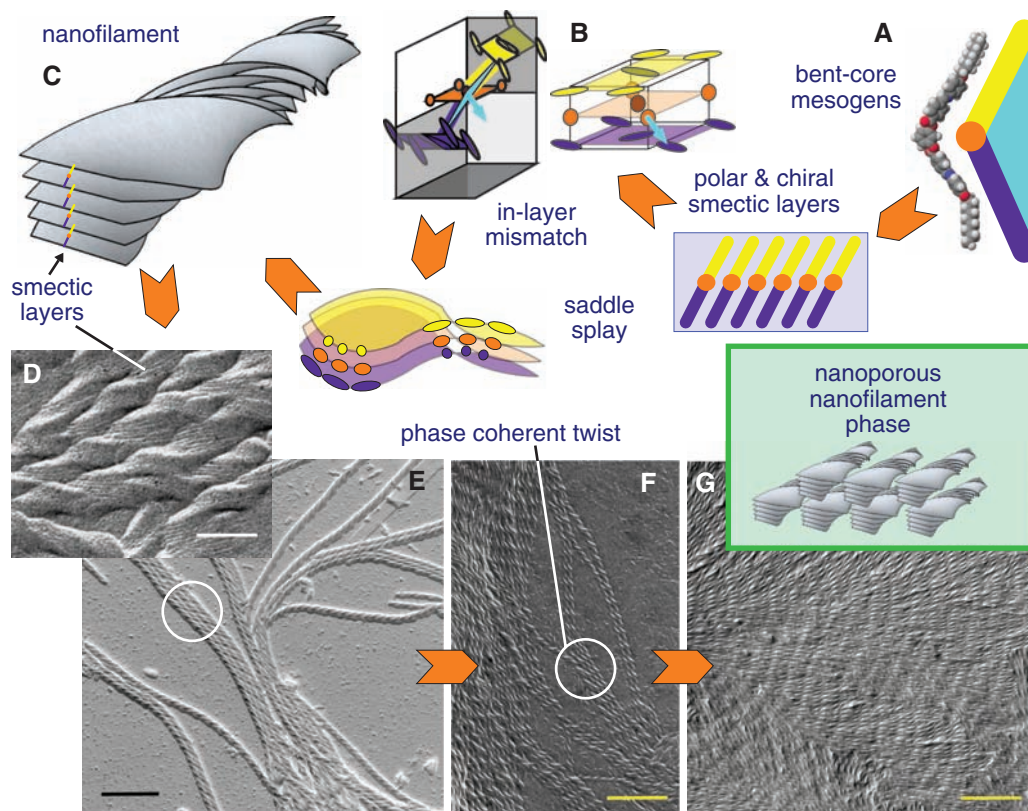 nanofilament
C
B
A
bent-core
mesogens
polar & chiral
smectic layers
in-layer
mismatch
smectic
layers
saddle
splay
D
nanoporous
nanofilament
phase
phase coherent twist
E
F
G